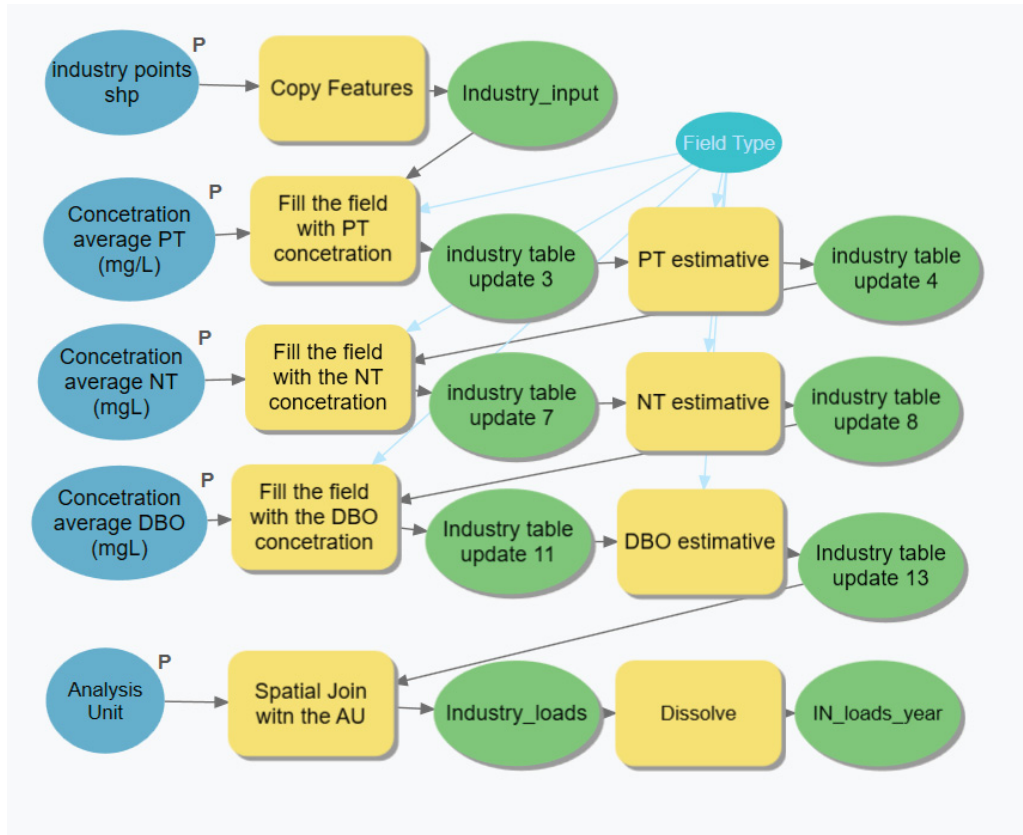 P
industry points
shp
Copy Features
Industry_input
Field Type
P
Concetration
average PT
(mg/L)
Fill the field
with PT
concetration
industry table
update 3
PT estimative
industry table
update 4
P
Concetration
average NT
(mgL)
Fill the field
with the NT
concetration
industry table
update 7
NT estimative
industry table
update 8
P
Concetration
average DBO
(mgL)
Fill the field
with the DBO
concetration
Industry table
update 11
DBO estimative
Industry table
update 13
P
Analysis
Unit
Spatial Join
witn the AU
Industry_loads
Dissolve
IN_loads_year